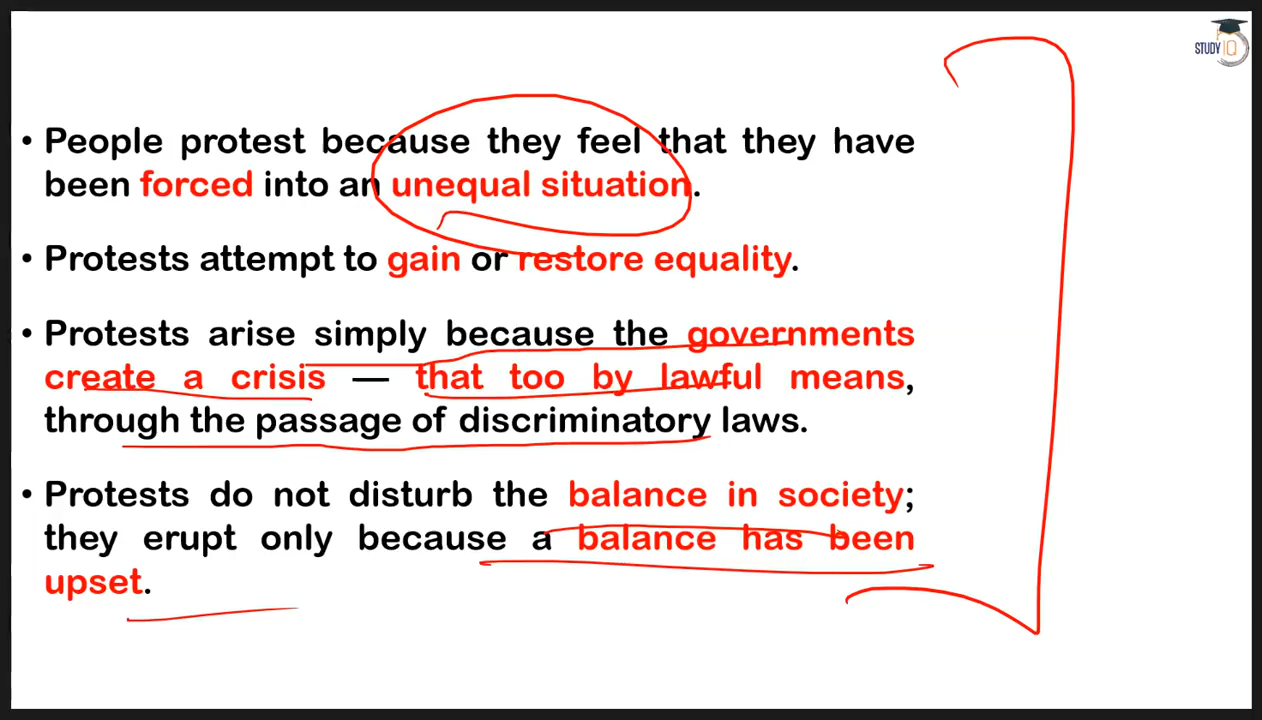 STUDY IQ
• People protest because they feel that they have
been forced into an unequal situation.
• Protests attempt to gain or restore equality.
• Protests arise simply because the governments
create a crisis — that too by lawful means,
through the passage of discriminatory laws.
• Protests do not disturb the balance in society;
they erupt only because a balance has been
upset.